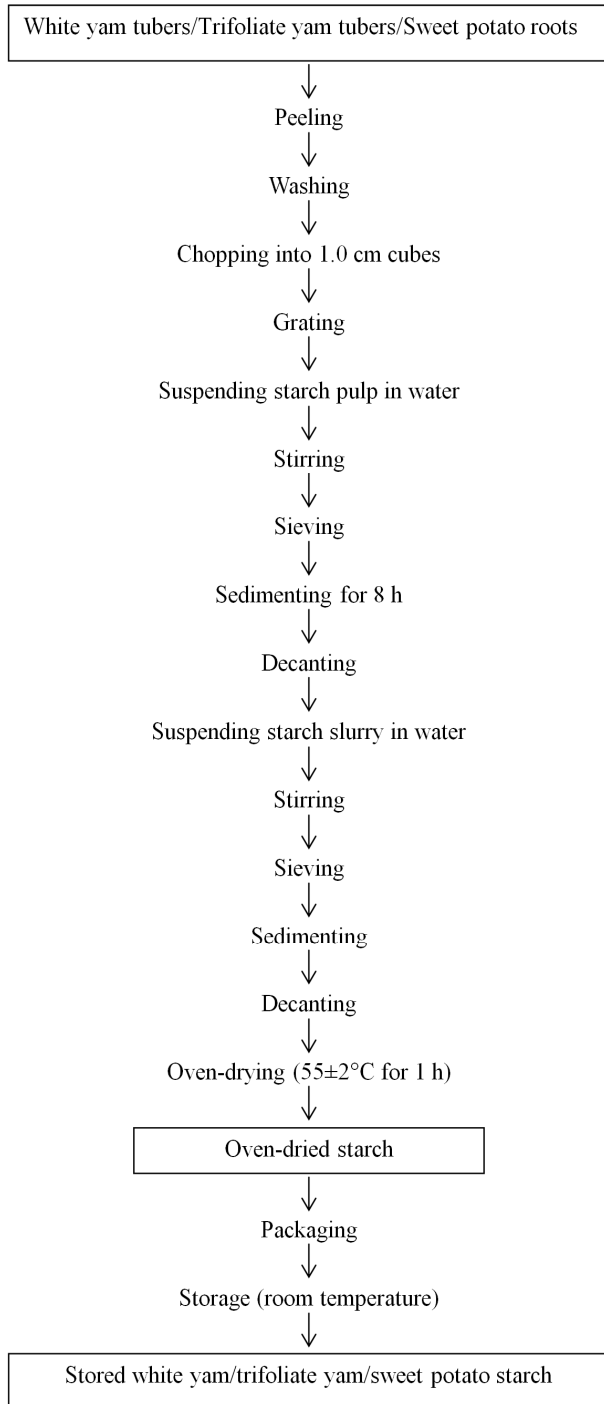 White yam tubers/Trifoliate yam tubers/Sweet potato roots
Peeling
Washing
Chopping into 1.0 cm cubes
Grating
Suspending starch pulp in water
Stirring
Sieving
Sedimenting for 8 h
Decanting
Suspending starch slurry in water
Stirring
Sieving
Sedimenting
Decanting
Oven-drying (55±2°C for 1 h)
Oven-dried starch
Packaging
Storage (room temperature)
Stored white yam/trifoliate yam/sweet potato starch